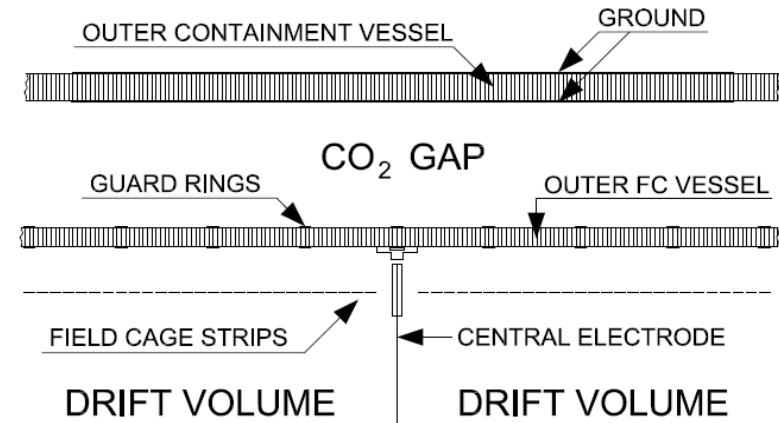 GROUND
OUTER CONTAINMENT VESSEL
CO₂ GAP
GUARD RINGS
OUTER FC VESSEL
FIELD CAGE STRIPS
CENTRAL ELECTRODE
DRIFT VOLUME
DRIFT VOLUME